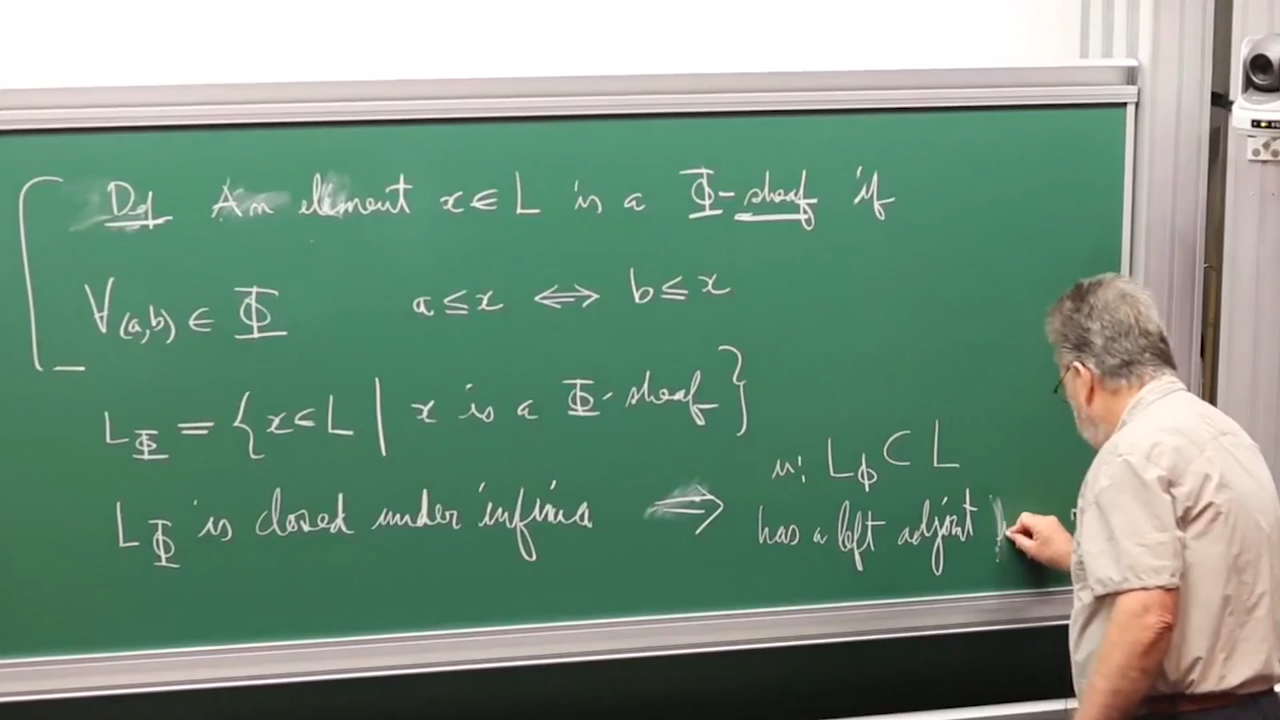 Def An element x ∈ L is a Φ-sheaf if
∀(a,b) ∈ Φ a ≤ x ⟺ b ≤ x
L_Φ = {x ∈ L | x is a Φ-sheaf}
L_Φ is closed under infima ⟹
L_Φ ⊂ L
has a left adjoint